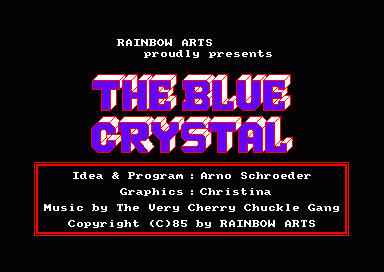 RAINBOW ARTS
proudly presents
THE BLUE
CRYSTAL
Idea & Program : Arno Schroeder
Graphics : Christina
Music by The Very Cherry Chuckle Gang
Copyright (C)85 by RAINBOW ARTS